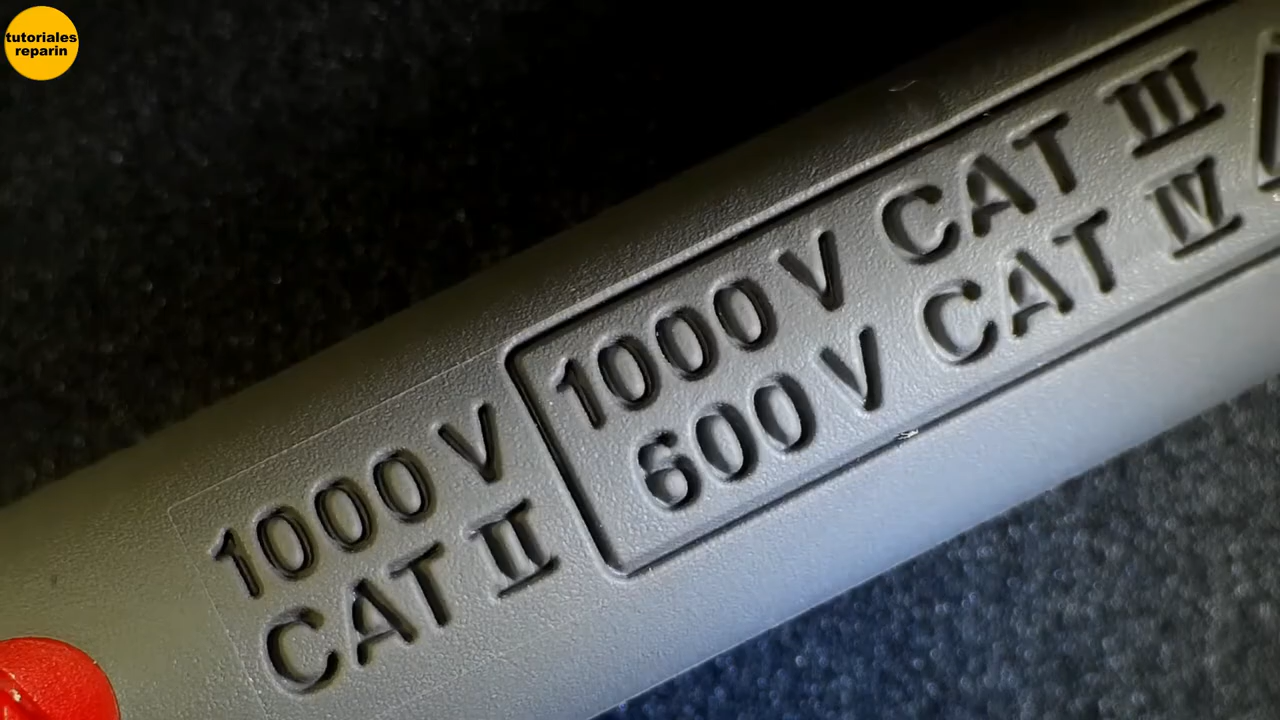 tutoriales
reparin
1000 V
CAT II
1000 V CAT III
600 V CAT IV